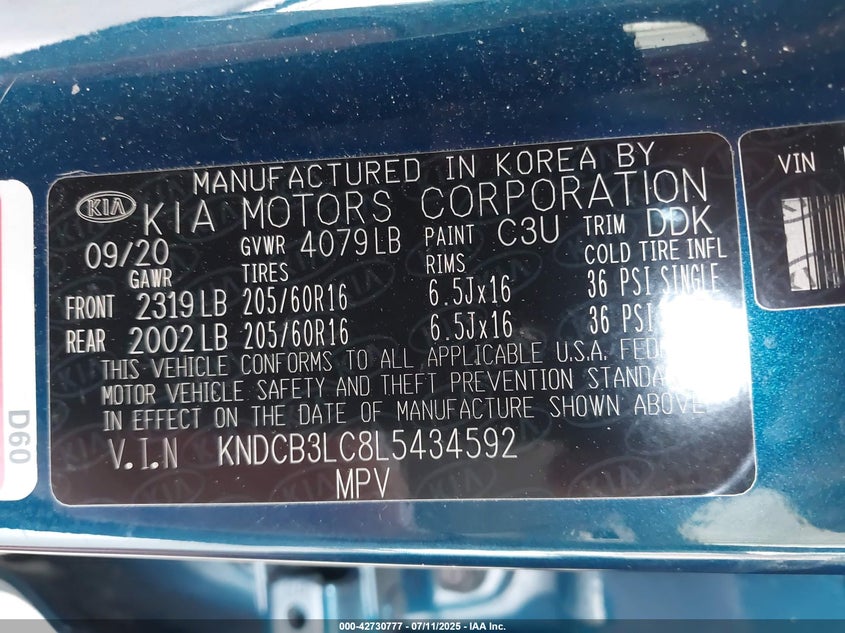 MANUFACTURED IN KOREA BY
KIA KIA MOTORS CORPORATION
09/20 GVWR 4079LB PAINT C3U TRIM DDK
GAWR TIRES RIMS COLD TIRE INFL
FRONT 2319LB 205/60R16 6.5Jx16 36 PSI SINGLE
REAR 2002LB 205/60R16 6.5Jx16 36 PSI
THIS VEHICLE CONFORMS TO ALL APPLICABLE U.S.A.
MOTOR VEHICLE SAFETY AND THEFT PREVENTION
IN EFFECT ON THE DATE OF MANUFACTURE SHOWN ABOVE
V.I.N KNDCB3LC8L5434592
MPV
VIN
D60
000-42730777 - 07/11/2025 - IAA Inc.